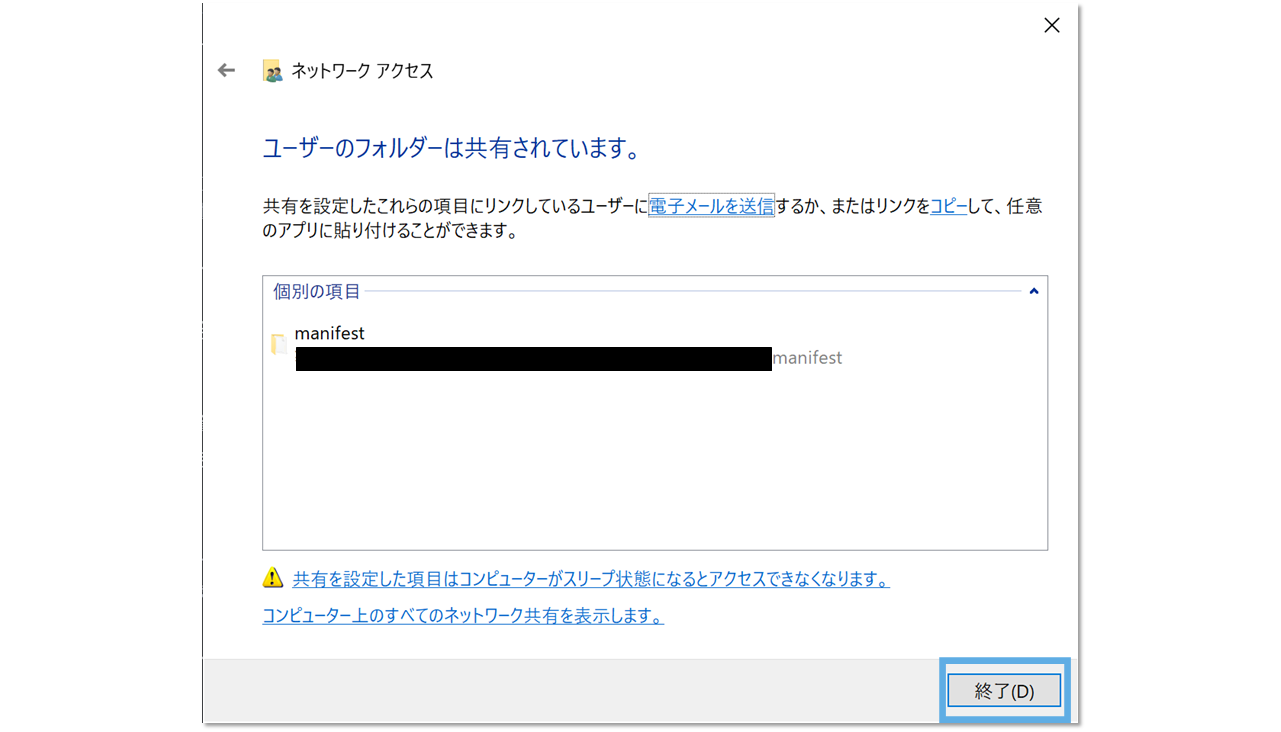 ネットワーク アクセス
ユーザーのフォルダーは共有されています。
共有を設定したこれらの項目にリンクしているユーザーに電子メールを送信するか、またはリンクをコピーして、任意
のアプリに貼り付けることができます。
個別の項目
manifest
manifest
共有を設定した項目はコンピューターがスリープ状態になるとアクセスできなくなります。
コンピューター上のすべてのネットワーク共有を表示します。
終了(D)